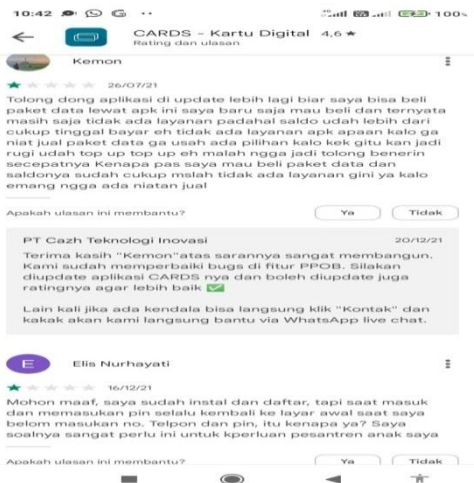 10:42
100%
CARDS - Kartu Digital 4,6 ★
Rating dan ulasan
Kemon
26/07/21
Tolong dong aplikasi di update lebih lagi biar saya bisa beli
paket data lewat apk ini saya baru saja mau beli dan ternyata
masih saja tidak ada layanan padahal saldo udah lebih dari
cukup tinggal bayar eh tidak ada layanan apk apaan kalo ga
niat jual paket data ga usah ada pilihan kalo kek gitu kan jadi
rugi udah top up top up eh malah ngga jadi tolong benerin
secepatnya Kenapa pas saya mau beli paket data dan
saldonya sudah cukup mslah tidak ada layanan gini ya kalo
emang ngga ada niatan jual
Apakah ulasan ini membantu? Ya Tidak
PT Cazh Teknologi Inovasi 20/12/21
Terima kasih "Kemon"atas sarannya sangat membangun.
Kami sudah memperbaiki bugs di fitur PPOB. Silakan
diupdate aplikasi CARDS nya dan boleh diupdate juga
ratingnya agar lebih baik ✅
Lain kali jika ada kendala bisa langsung klik "Kontak" dan
kakak akan kami langsung bantu via WhatsApp live chat.
E Elis Nurhayati
16/12/21
Mohon maaf, saya sudah instal dan daftar, tapi saat masuk
dan memasukan pin selalu kembali ke layar awal saat saya
belom masukan no. Telpon dan pin, itu kenapa ya? Saya
soalnya sangat perlu ini untuk kperluan pesantren anak saya
Apakah ulasan ini membantu? Ya Tidak